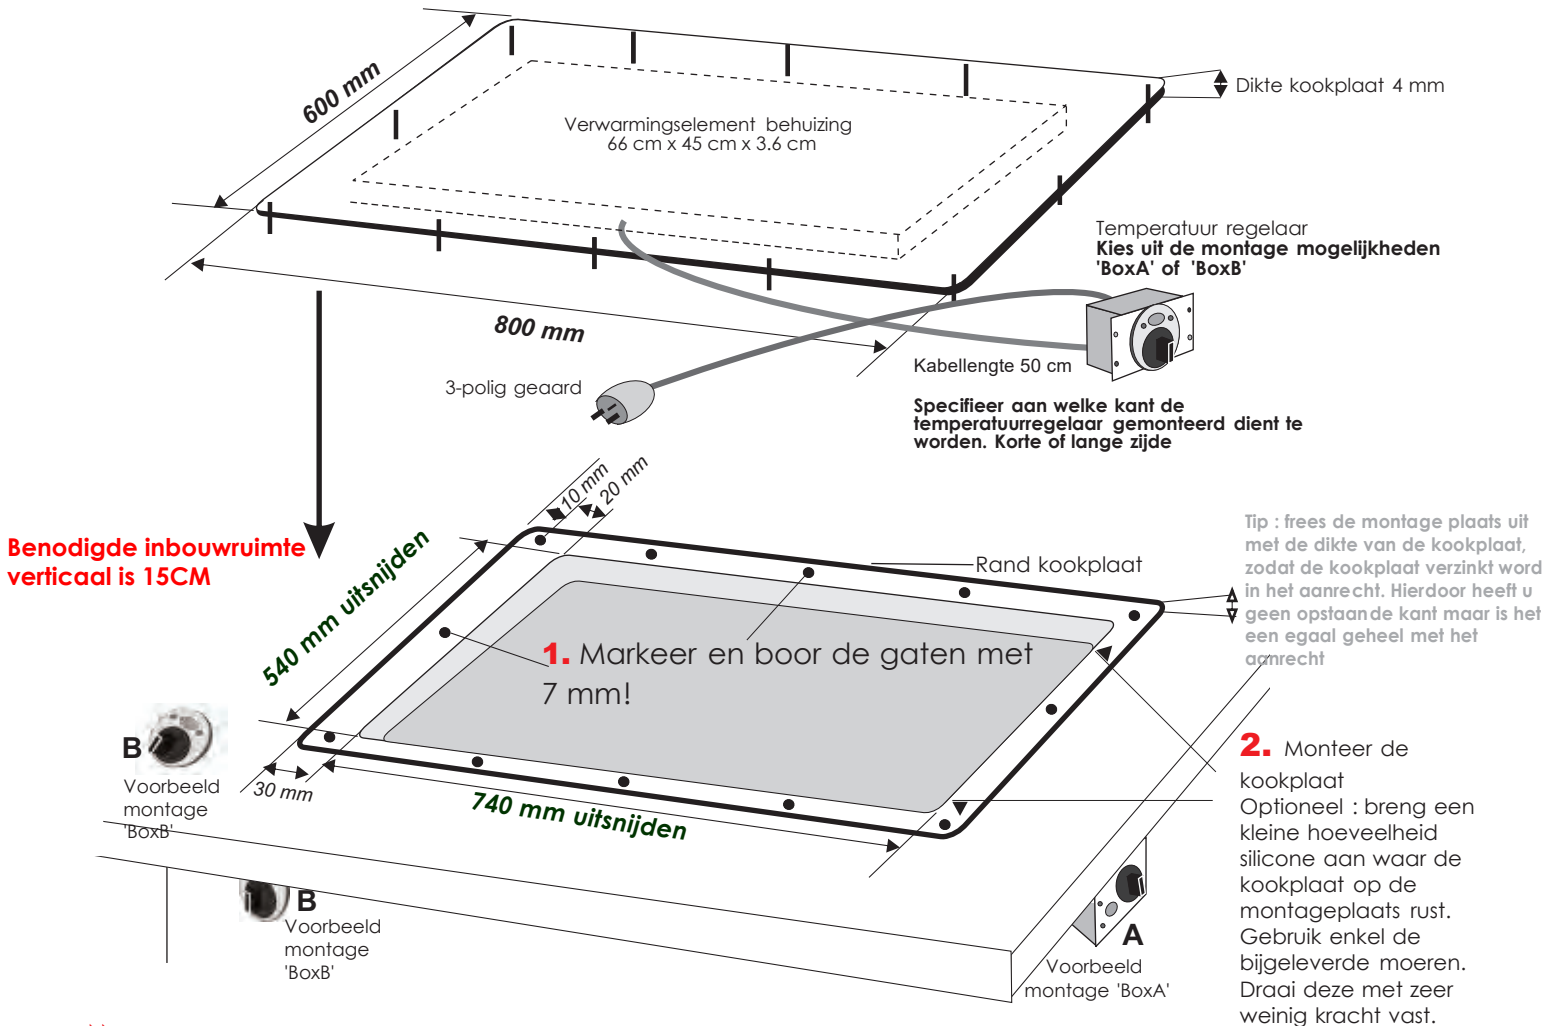 600 mm
Dikte kookplaat 4 mm
Verwarmingselement behuizing
66 cm x 45 cm x 3.6 cm
Temperatuur regelaar
Kies uit de montage mogelijkheden
'BoxA' of 'BoxB'
800 mm
Kabellengte 50 cm
3-polig geaard
Specifieer aan welke kant de
temperatuurregelaar gemonteerd dient te
worden. Korte of lange zijde
10 mm
20 mm
Benodigde inbouwruimte
verticaal is 15CM
540 mm uitsnijden
Rand kookplaat
Tip : frees de montage plaats uit
met de dikte van de kookplaat,
zodat de kookplaat verzinkt word
in het aanrecht. Hierdoor heeft u
geen opstaande kant maar is het
een egaal geheel met het
aanrecht
1. Markeer en boor de gaten met
7 mm!
B
Voorbeeld
montage
'BoxB'
30 mm
740 mm uitsnijden
2. Monteer de
kookplaat
Optioneel : breng een
kleine hoeveelheid
silicone aan waar de
kookplaat op de
montageplaats rust.
Gebruik enkel de
bijgeleverde moeren.
Draai deze met zeer
weinig kracht vast.
B
Voorbeeld
montage
'BoxB'
A
Voorbeeld
montage 'BoxA'